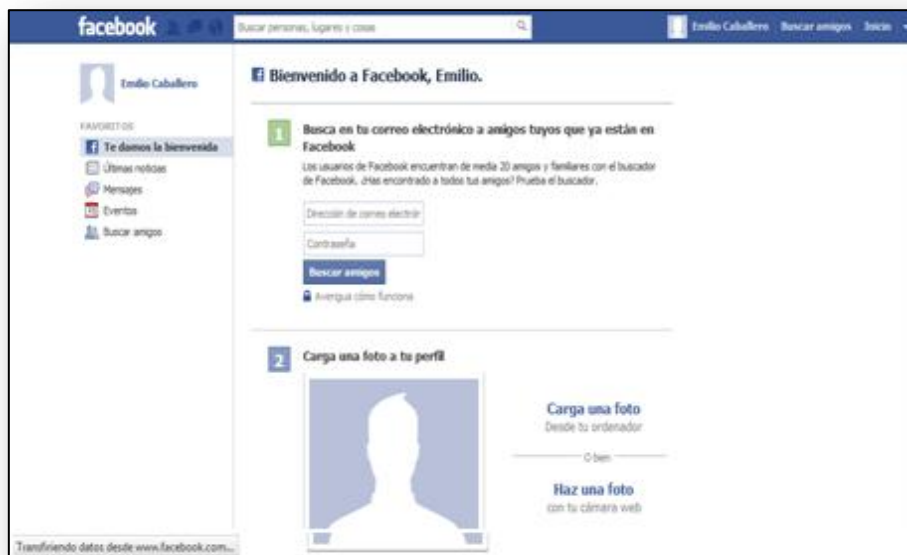 facebook
Buscar personas, lugares y cosas
Emilio Caballero Buscar amigos Inicio
Emilio Caballero
FAVORITOS
Te damos la bienvenida
Últimas noticias
Mensajes
Eventos
Buscar amigos
Bienvenido a Facebook, Emilio.
1
Busca en tu correo electrónico a amigos tuyos que ya están en
Facebook
Los usuarios de Facebook encuentran de media 20 amigos y familiares con el buscador
de Facebook. ¿Has encontrado a todos tus amigos? Prueba el buscador.
Dirección de correo electrón
Contraseña
Buscar amigos
Averigua cómo funciona
2
Carga una foto a tu perfil
Carga una foto
Desde tu ordenador
O bien
Haz una foto
con tu cámara web
Transfiriendo datos desde www.facebook.com...